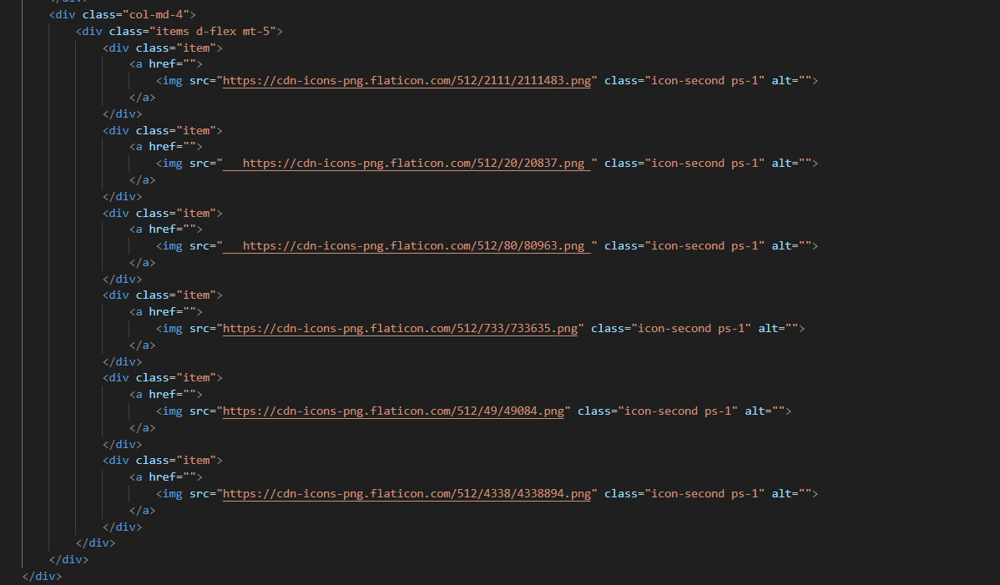 </div>
<div class="col-md-4">
<div class="items d-flex mt-5">
<div class="item">
<a href="">
<img src="https://cdn-icons-png.flaticon.com/512/2111/2111483.png" class="icon-second ps-1" alt="">
</a>
</div>
<div class="item">
<a href="">
<img src="   https://cdn-icons-png.flaticon.com/512/20/20837.png " class="icon-second ps-1" alt="">
</a>
</div>
<div class="item">
<a href="">
<img src="   https://cdn-icons-png.flaticon.com/512/80/80963.png " class="icon-second ps-1" alt="">
</a>
</div>
<div class="item">
<a href="">
<img src="https://cdn-icons-png.flaticon.com/512/733/733635.png" class="icon-second ps-1" alt="">
</a>
</div>
<div class="item">
<a href="">
<img src="https://cdn-icons-png.flaticon.com/512/49/49084.png" class="icon-second ps-1" alt="">
</a>
</div>
<div class="item">
<a href="">
<img src="https://cdn-icons-png.flaticon.com/512/4338/4338894.png" class="icon-second ps-1" alt="">
</a>
</div>
</div>
</div>
</div>